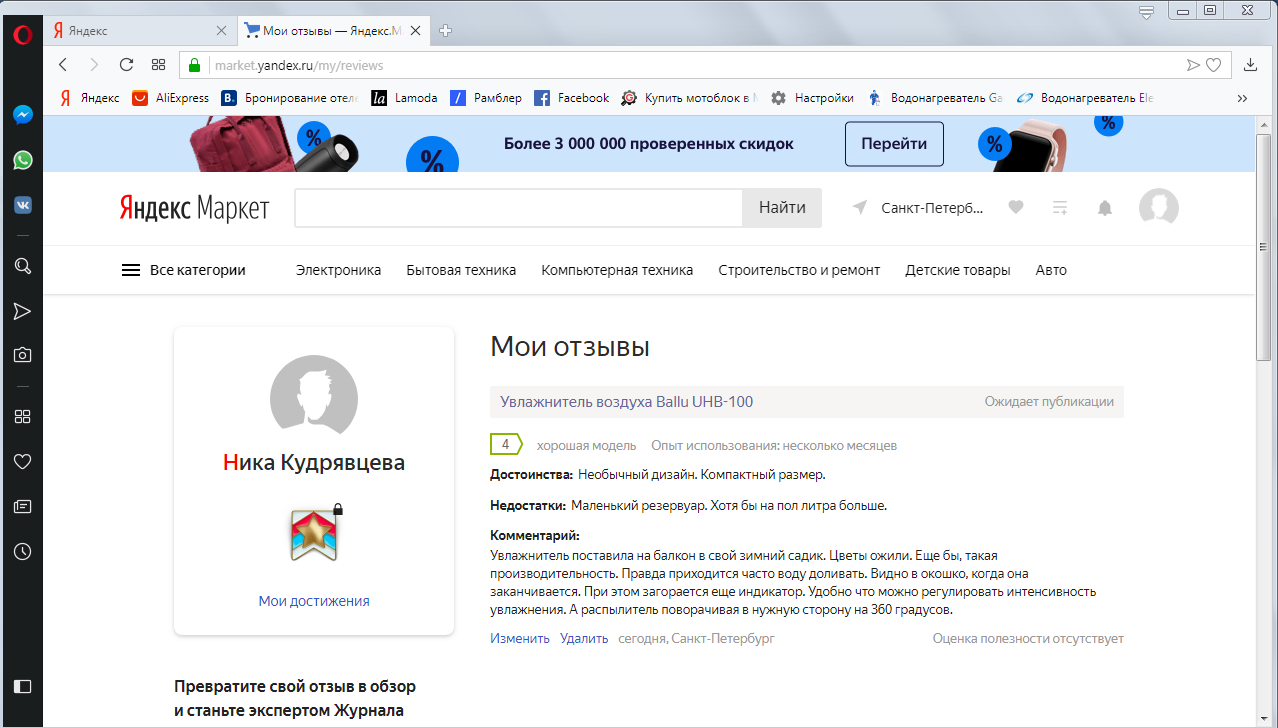 Яндекс
Мои отзывы — Яндекс.М
market.yandex.ru/my/reviews
Яндекс
AliExpress
B.
Бронирование отеле
la
Lamoda
Рамблер
Facebook
Купить мотоблок в
Настройки
Водонагреватель Ga
Водонагреватель Ele
%
%
Более 3 000 000 проверенных скидок
Перейти
%
%
Яндекс Маркет
Найти
Санкт-Петерб...
Все категории
Электроника
Бытовая техника
Компьютерная техника
Строительство и ремонт
Детские товары
Авто
Ника Кудрявцева
Мои достижения
Превратите свой отзыв в обзор
и станьте экспертом Журнала
Мои отзывы
Увлажнитель воздуха Ballu UHB-100
Ожидает публикации
4
хорошая модель
Опыт использования: несколько месяцев
Достоинства: Необычный дизайн. Компактный размер.
Недостатки: Маленький резервуар. Хотя бы на пол литра больше.
Комментарий:
Увлажнитель поставила на балкон в свой зимний садик. Цветы ожили. Еще бы, такая
производительность. Правда приходится часто воду доливать. Видно в окошко, когда она
заканчивается. При этом загорается еще индикатор. Удобно что можно регулировать интенсивность
увлажнения. А распылитель поворачивая в нужную сторону на 360 градусов.
Изменить
Удалить
сегодня, Санкт-Петербург
Оценка полезности отсутствует